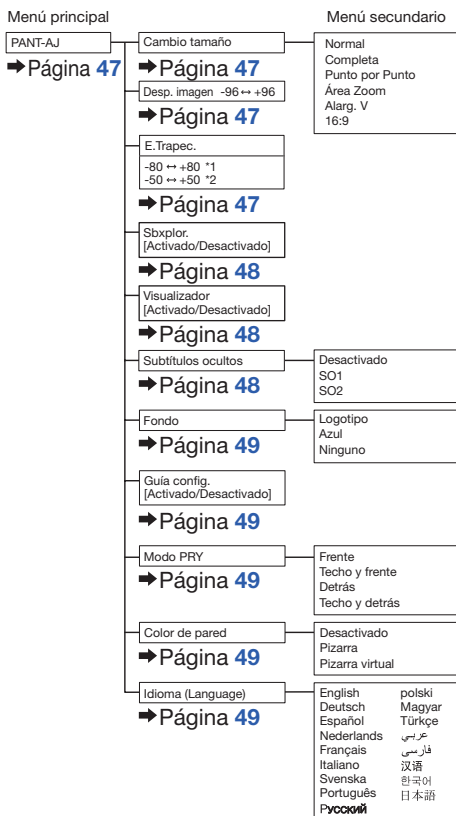 Menú principal
Menú secundario
PANT-AJ
➡Página 47
Cambio tamaño
➡Página 47
Normal
Completa
Punto por Punto
Área Zoom
Alarg. V
16:9
Desp. imagen -96↔+96
➡Página 47
E.Trapec.
-80 ↔ +80 *1
-50 ↔ +50 *2
➡Página 47
Sbxplor.
[Activado/Desactivado]
➡Página 48
Visualizador
[Activado/Desactivado]
➡Página 48
Subtítulos ocultos
➡Página 48
Desactivado
SO1
SO2
Fondo
➡Página 49
Logotipo
Azul
Ninguno
Guía config.
[Activado/Desactivado]
➡Página 49
Modo PRY
➡Página 49
Frente
Techo y frente
Detrás
Techo y detrás
Color de pared
➡Página 49
Desactivado
Pizarra
Pizarra virtual
Idioma (Language)
➡Página 49
English
Deutsch
Español
Nederlands
Français
Italiano
Svenska
Português
Русский
polski
Magyar
Türkçe
عربي
فارسی
汉语
한국어
日本語